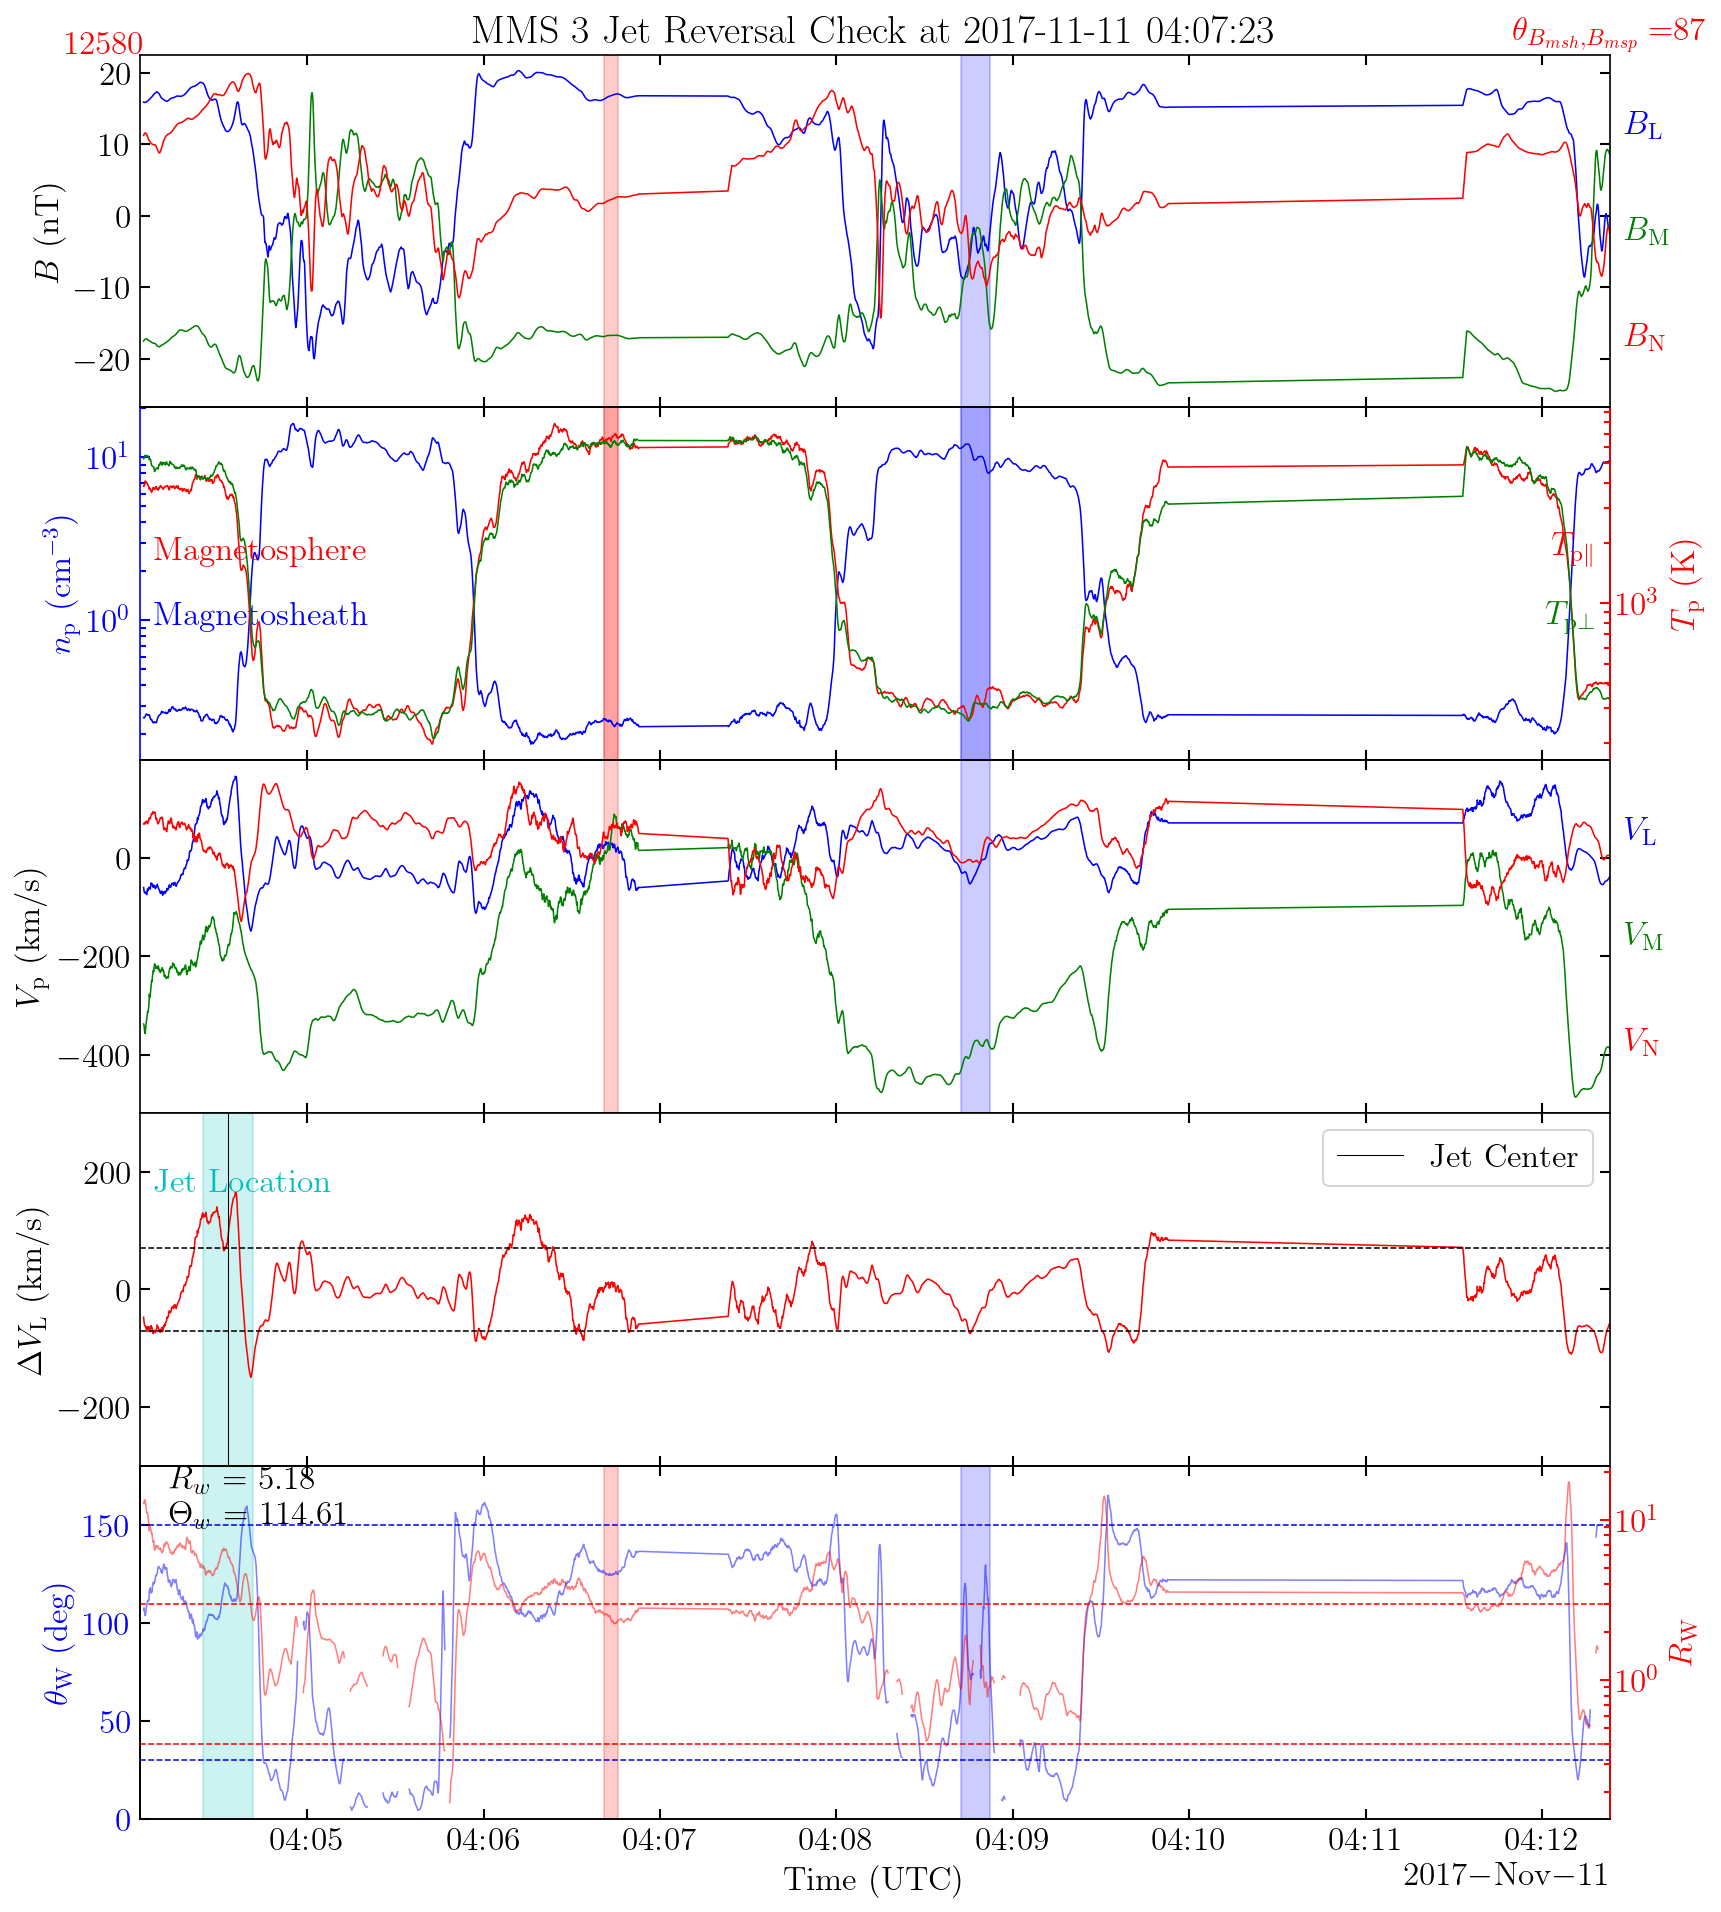 MMS 3 Jet Reversal Check at 2017-11-11 04:07:23
12580
θ_{B_{msh},B_{msp}} =87
20
10
0
−10
−20
B (nT)
B_L
B_M
B_N
10^1
10^0
n_p (cm^{−3})
Magnetosphere
Magnetosheath
T_{p∥}
T_{p⊥}
10^3
T_p (K)
0
−200
−400
V_p (km/s)
V_L
V_M
V_N
200
0
−200
ΔV_L (km/s)
Jet Location
Jet Center
R_w = 5.18
Θ_w = 114.61
150
100
50
0
θ_W (deg)
10^1
10^0
R_W
04:05 04:06 04:07 04:08 04:09 04:10 04:11 04:12
Time (UTC)
2017−Nov−11